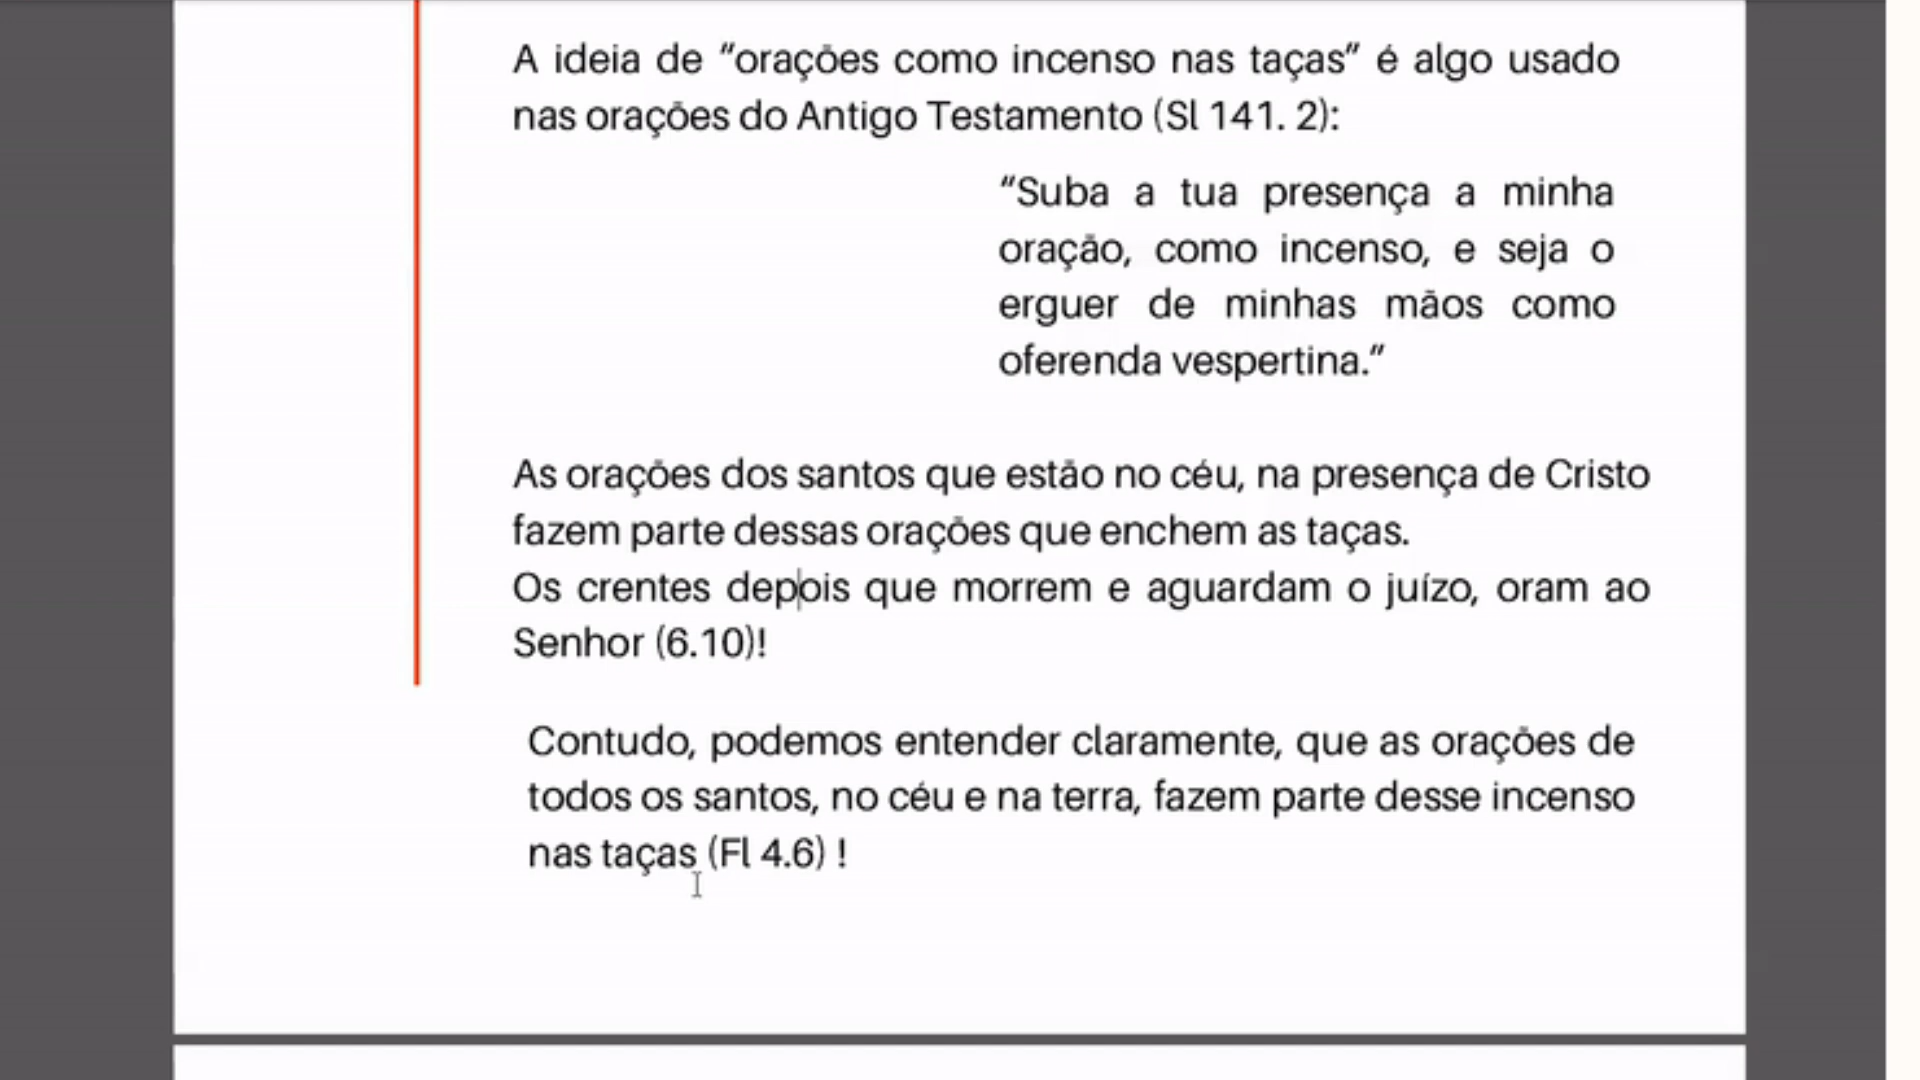 A ideia de “orações como incenso nas taças” é algo usado
nas orações do Antigo Testamento (Sl 141. 2):
“Suba a tua presença a minha
oração, como incenso, e seja o
erguer de minhas mãos como
oferenda vespertina.”
As orações dos santos que estão no céu, na presença de Cristo
fazem parte dessas orações que enchem as taças.
Os crentes depois que morrem e aguardam o juízo, oram ao
Senhor (6.10)!
Contudo, podemos entender claramente, que as orações de
todos os santos, no céu e na terra, fazem parte desse incenso
nas taças (Fl 4.6) !